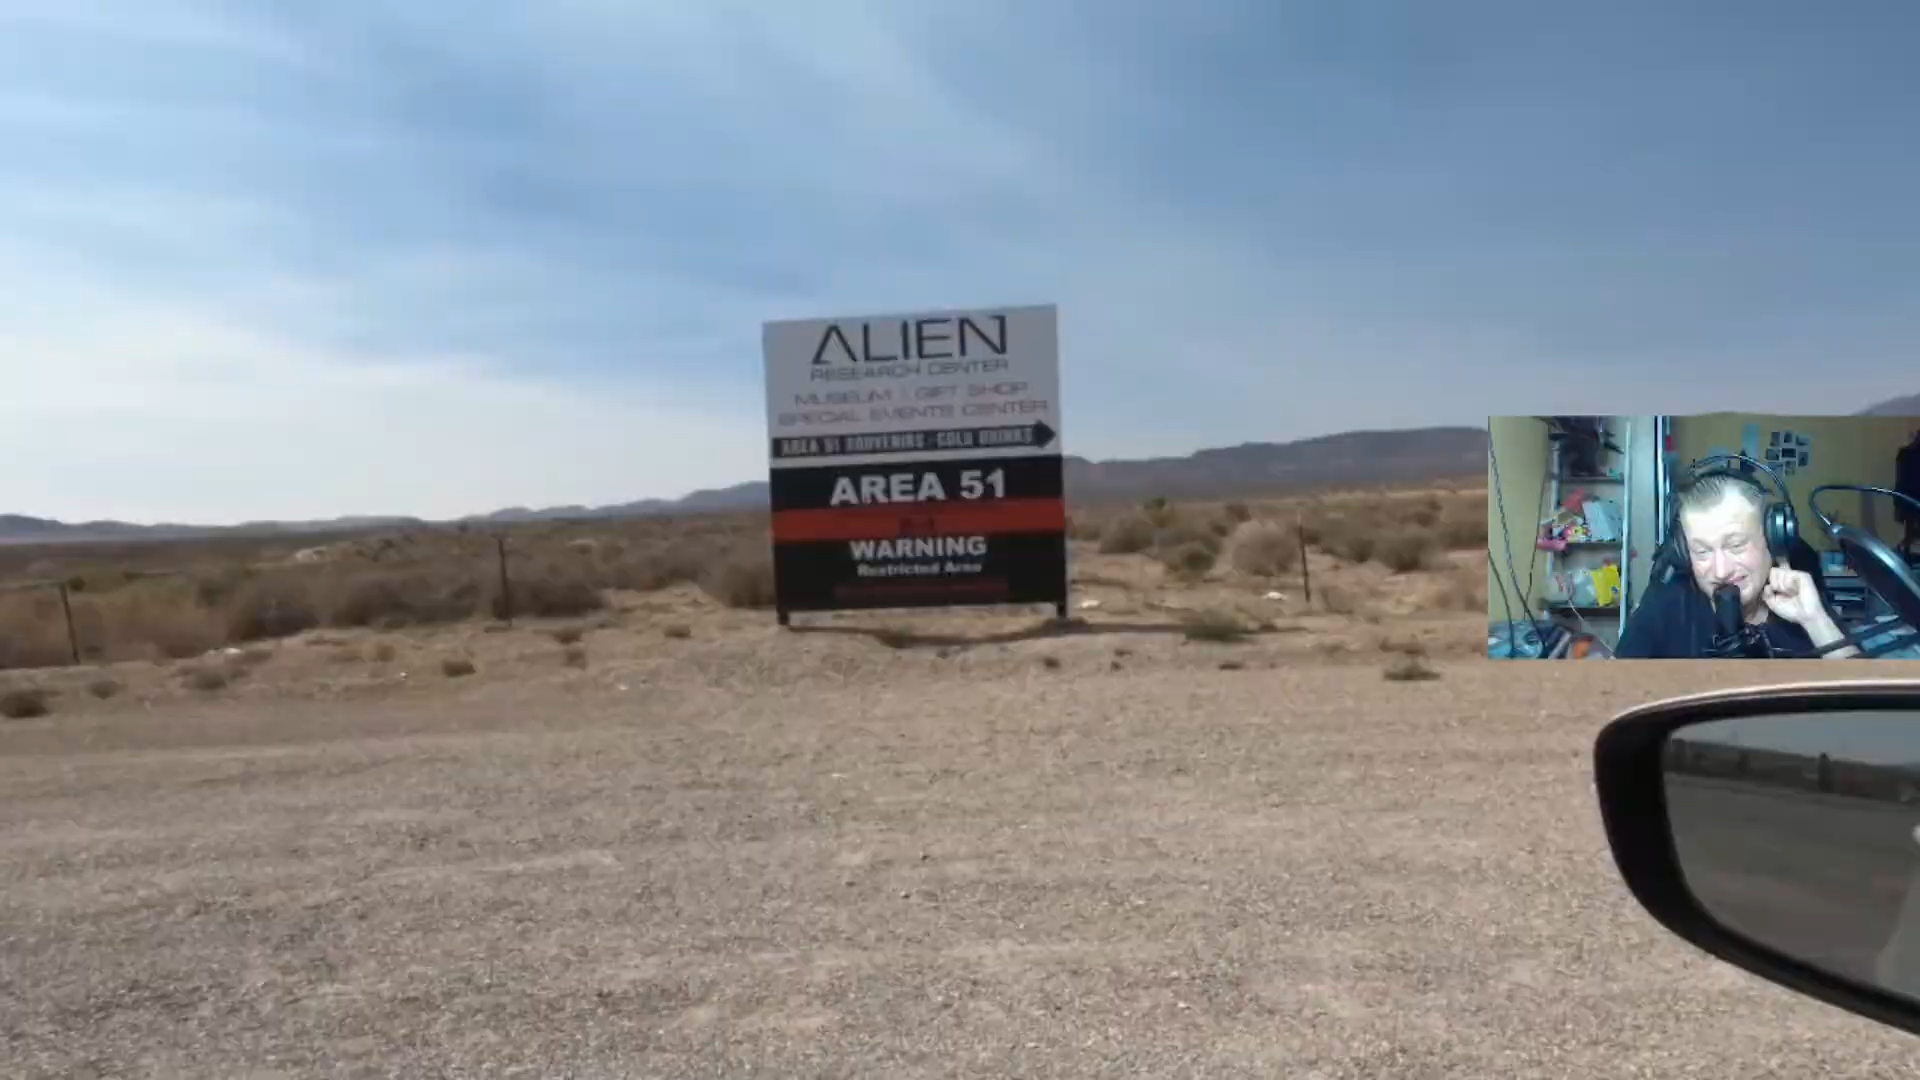 ALIEN
RESEARCH CENTER
MUSEUM | GIFT SHOP
SPECIAL EVENTS CENTER
AREA 51 SOUVENIRS - COLD DRINKS
AREA 51
WARNING
Restricted Area